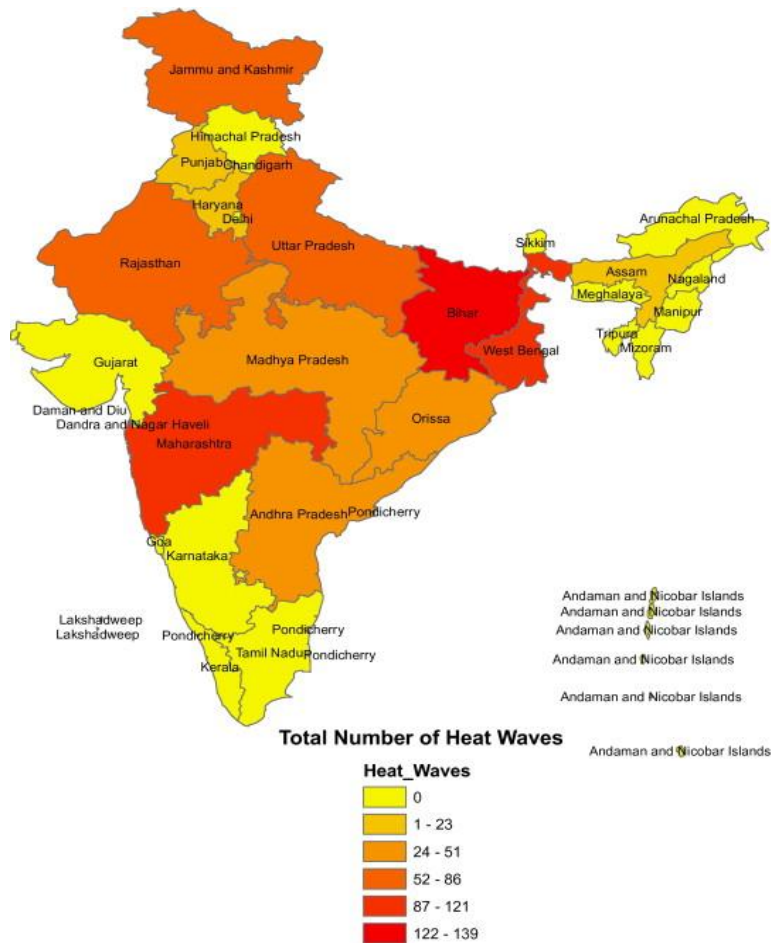 Jammu and Kashmir
Himachal Pradesh
Punjab
Chandigarh
Haryana
Delhi
Arunachal Pradesh
Sikkim
Uttar Pradesh
Rajasthan
Assam
Nagaland
Meghalaya
Bihar
Manipur
Tripura
Mizoram
West Bengal
Gujarat
Madhya Pradesh
Daman and Diu
Dandra and Nagar Haveli
Orissa
Maharashtra
Andhra Pradesh
Pondicherry
Goa
Karnataka
Andaman and Nicobar Islands
Andaman and Nicobar Islands
Lakshadweep
Andaman and Nicobar Islands
Lakshadweep
Pondicherry
Pondicherry
Tamil Nadu
Pondicherry
Kerala
Andaman and Nicobar Islands
Andaman and Nicobar Islands
Andaman and Nicobar Islands
Total Number of Heat Waves
Heat_Waves
0
1 - 23
24 - 51
52 - 86
87 - 121
122 - 139